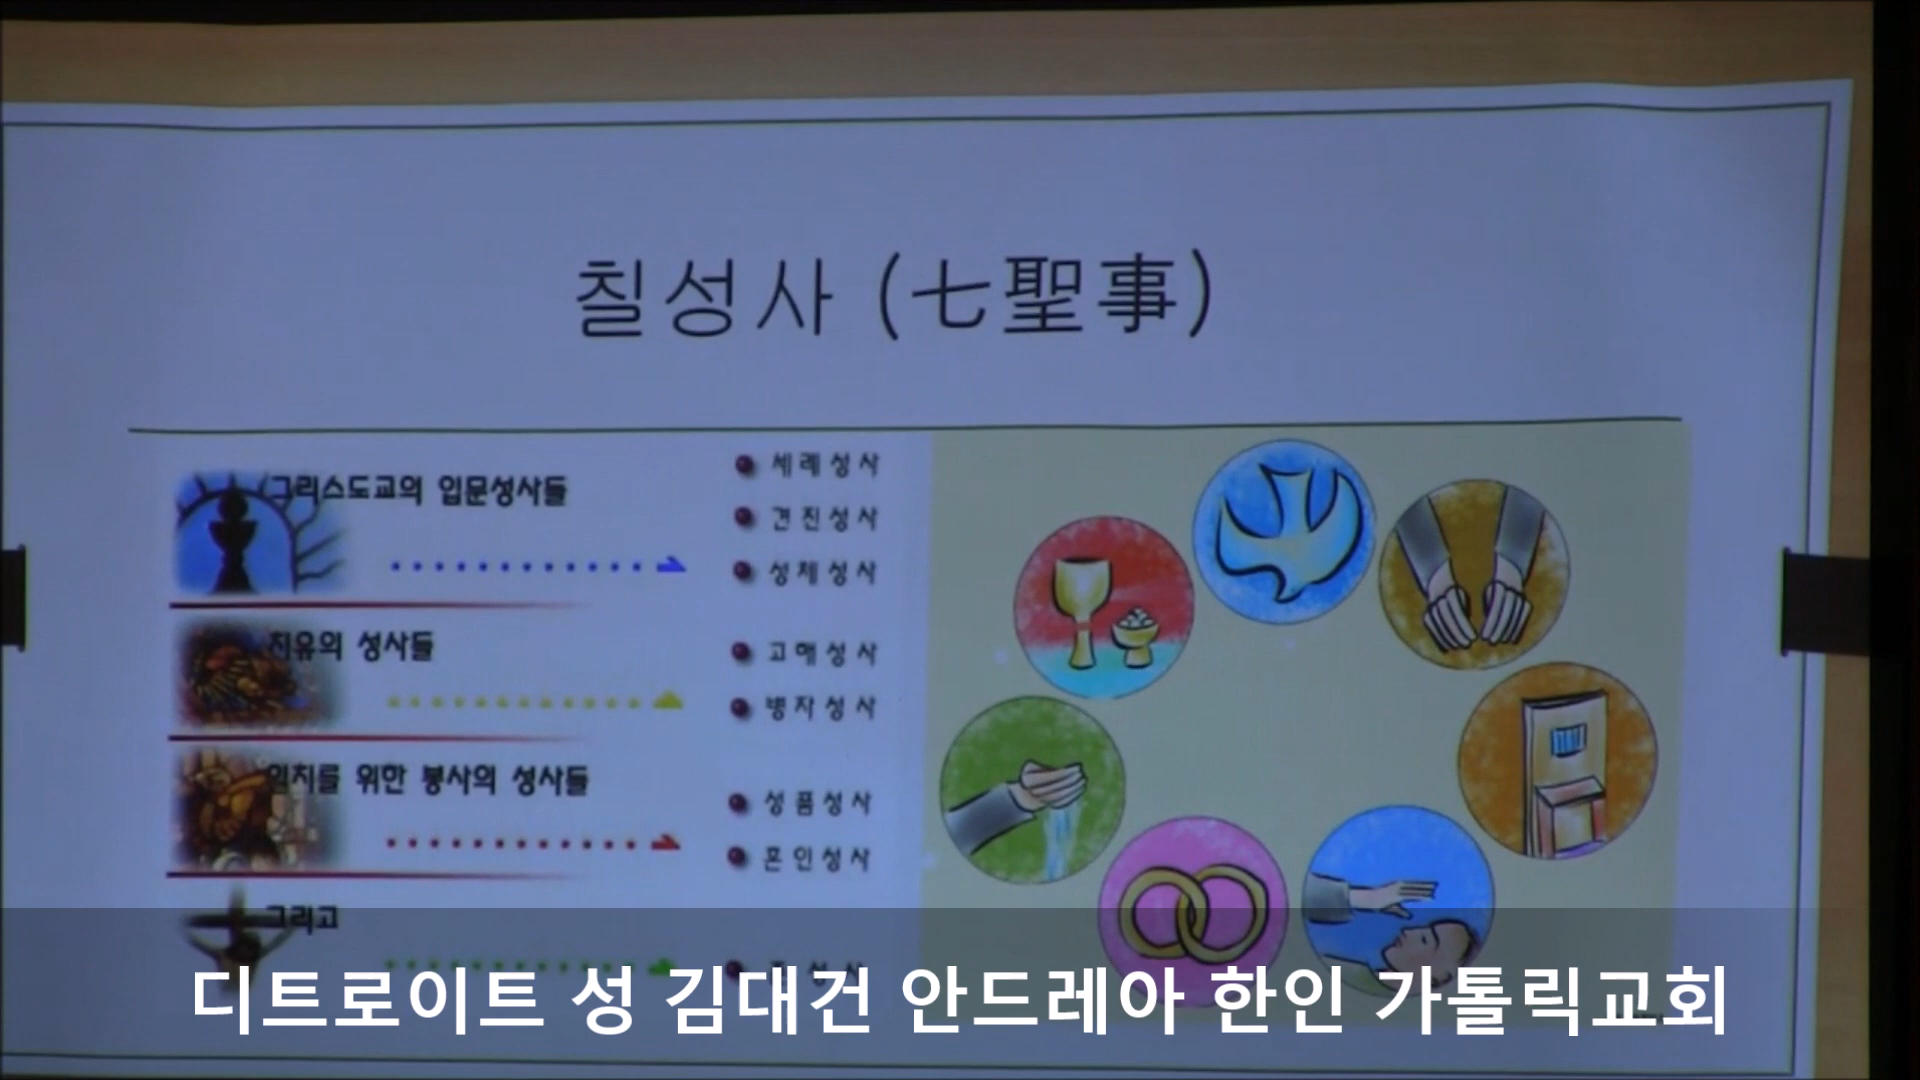 칠성사 (七聖事)
그리스도교의 입문성사들
세례성사
견진성사
성체성사
치유의 성사들
고해성사
병자성사
일치를 위한 봉사의 성사들
성품성사
혼인성사
그리고
디트로이트 성 김대건 안드레아 한인 가톨릭교회